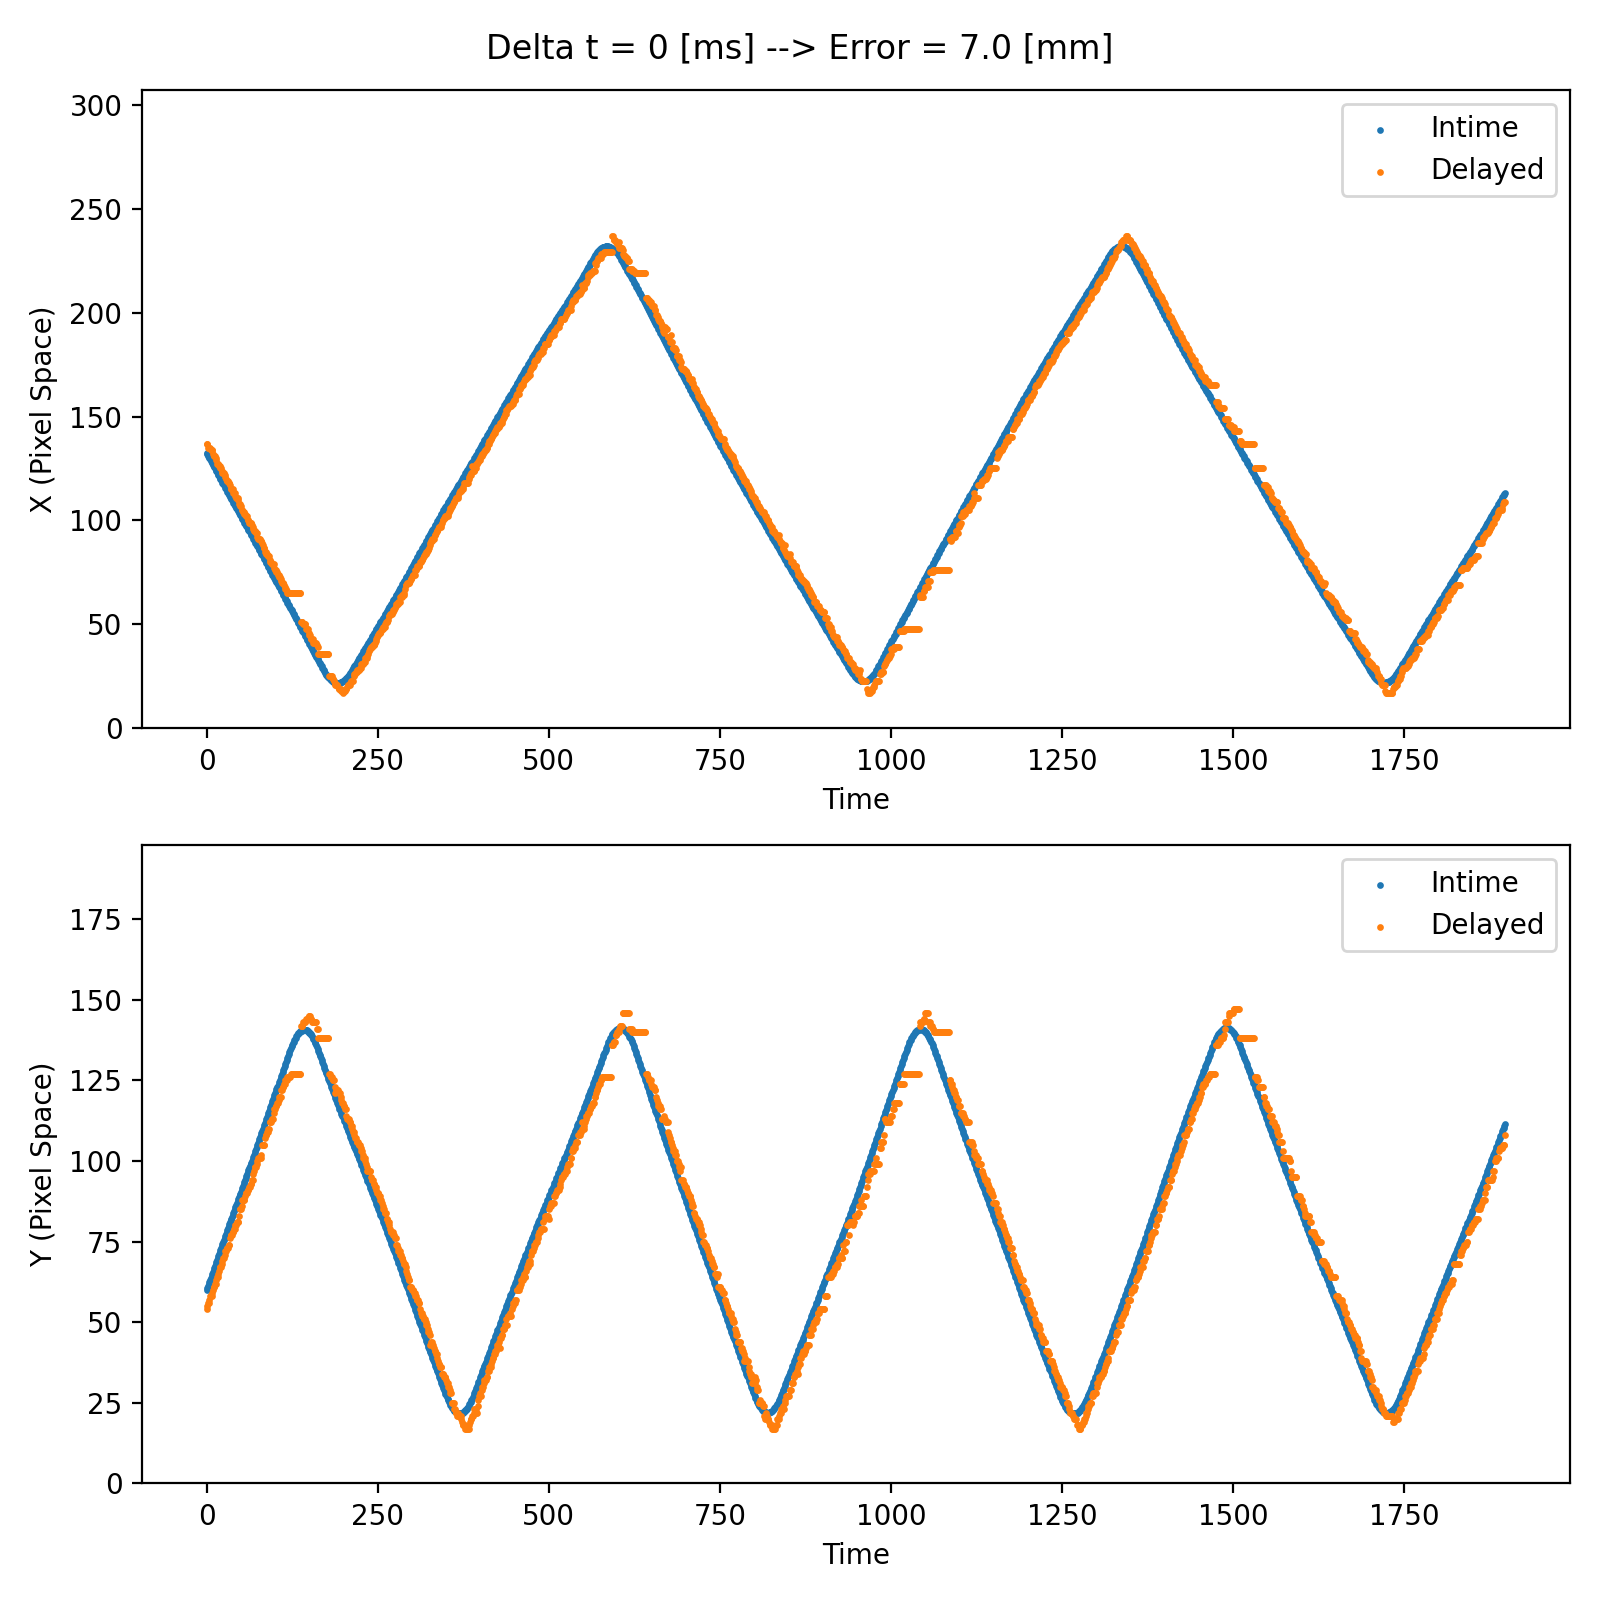 Delta t = 0 [ms] --> Error = 7.0 [mm]
300
250
200
150
100
50
0
X (Pixel Space)
Intime
Delayed
0 250 500 750 1000 1250 1500 1750
Time
175
150
125
100
75
50
25
0
Y (Pixel Space)
Intime
Delayed
0 250 500 750 1000 1250 1500 1750
Time